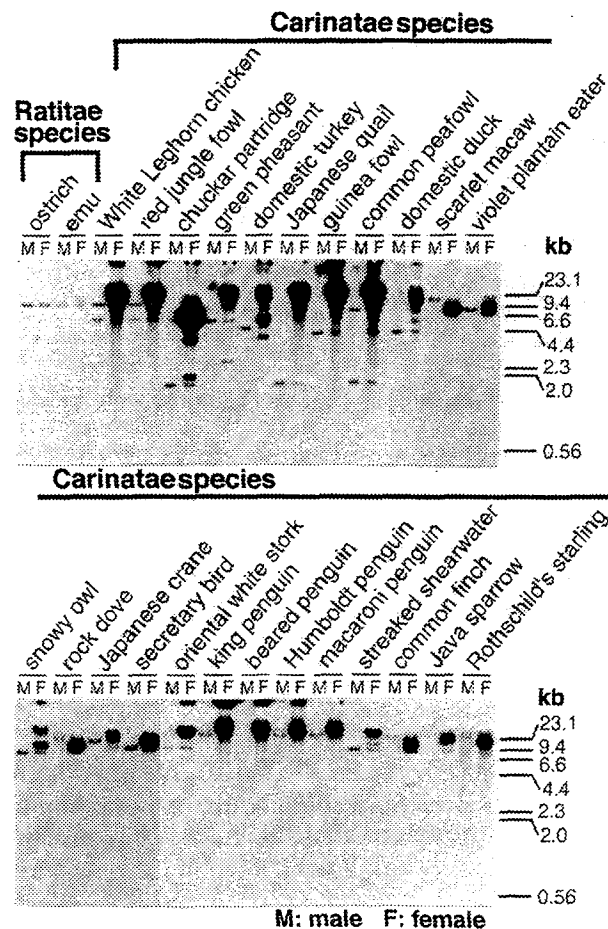 Carinatae species
Ratitae
species
ostrich
emu
White Leghorn chicken
red jungle fowl
chuckar partridge
green pheasant
domestic turkey
Japanese quail
guinea fowl
common peafowl
domestic duck
scarlet macaw
violet plantain eater
M F M F M F M F M F M F M F M F M F M F M F M F M F kb
23.1
9.4
6.6
4.4
2.3
2.0
0.56
Carinatae species
snowy owl
rock dove
Japanese crane
secretary bird
oriental white stork
king penguin
beared penguin
Humboldt penguin
macaroni penguin
streaked shearwater
common finch
Java sparrow
Rothschild's starling
M F M F M F M F M F M F M F M F M F M F M F M F M F kb
23.1
9.4
6.6
4.4
2.3
2.0
0.56
M: male F: female